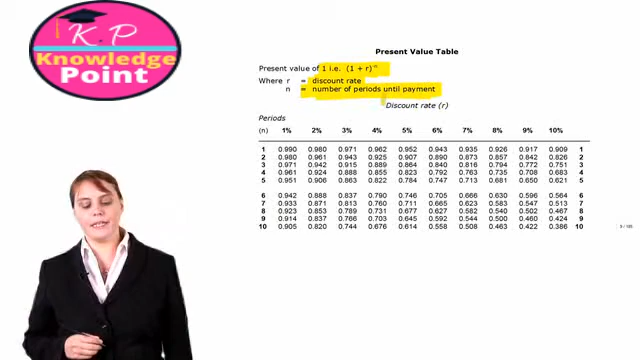 K.P
Knowledge
Point
Present Value Table
Present value of 1 i.e. (1 + r)⁻ⁿ
Where r = discount rate
n = number of periods until payment
Discount rate (r)
Periods
(n) 1% 2% 3% 4% 5% 6% 7% 8% 9% 10%
1 0.990 0.980 0.971 0.962 0.952 0.943 0.935 0.926 0.917 0.909 1
2 0.980 0.961 0.943 0.925 0.907 0.890 0.873 0.857 0.842 0.826 2
3 0.971 0.942 0.915 0.889 0.864 0.840 0.816 0.794 0.772 0.751 3
4 0.961 0.924 0.888 0.855 0.823 0.792 0.763 0.735 0.708 0.683 4
5 0.951 0.906 0.863 0.822 0.784 0.747 0.713 0.681 0.650 0.621 5
6 0.942 0.888 0.837 0.790 0.746 0.705 0.666 0.630 0.596 0.564 6
7 0.933 0.871 0.813 0.760 0.711 0.665 0.623 0.583 0.547 0.513 7
8 0.923 0.853 0.789 0.731 0.677 0.627 0.582 0.540 0.502 0.467 8
9 0.914 0.837 0.766 0.703 0.645 0.592 0.544 0.500 0.460 0.424 9
10 0.905 0.820 0.744 0.676 0.614 0.558 0.508 0.463 0.422 0.386 10